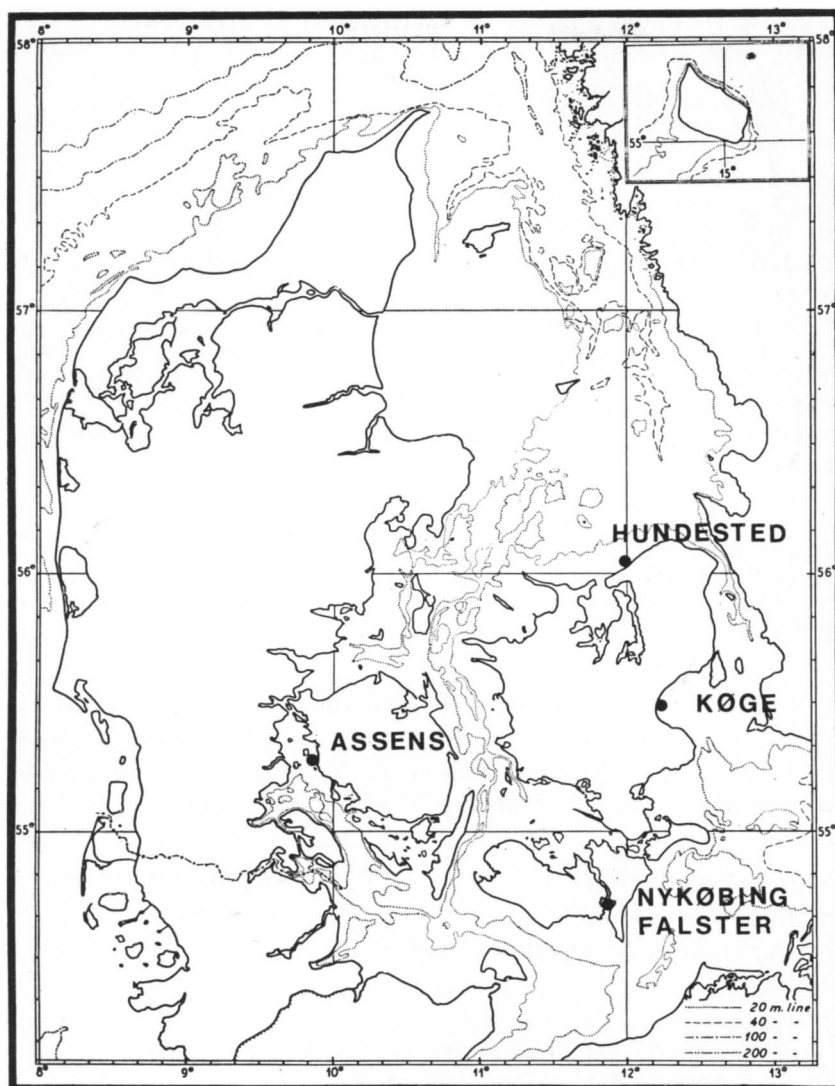 8° 9° 10° 11° 12° 13°
58° 58°
55°
15°
57° 57°
HUNDESTED
56° 56°
KØGE
ASSENS
55° 55°
NYKØBING
FALSTER
20 m. line
40 - -
100 - -
200 - -
8° 9° 10° 11° 12° 13°